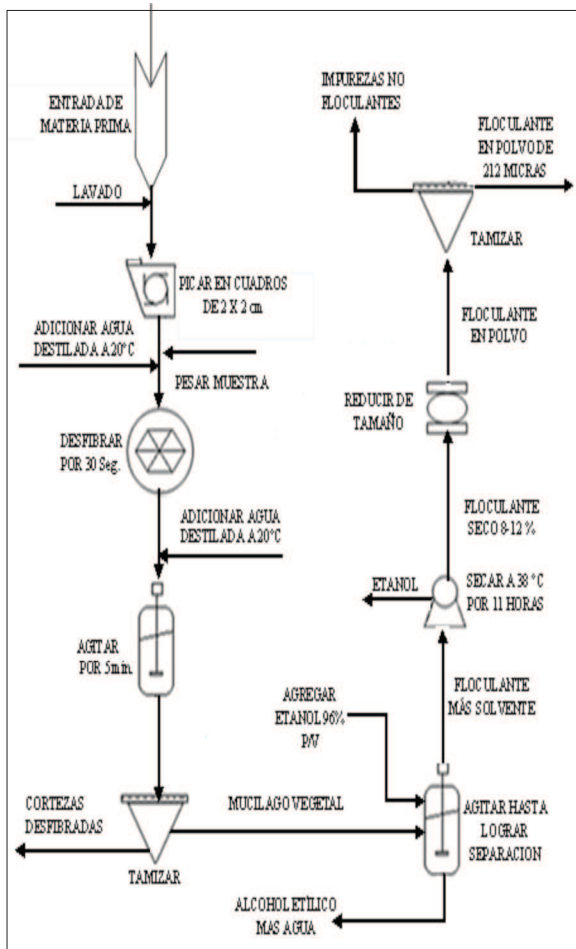 ENTRADA DE
MATERIA PRIMA
LAVADO
PICAR EN CUADROS
DE 2 X 2 cm
ADICIONAR AGUA
DESTILADA A 20°C
PESAR MUESTRA
DESFIBRAR
POR 30 Seg.
ADICIONAR AGUA
DESTILADA A 20°C
AGITAR
POR 5 min.
CORTEZAS
DESFIBRADAS
TAMIZAR
MUCILAGO VEGETAL
AGREGAR
ETANOL 96%
P/V
AGITAR HASTA
LOGRAR
SEPARACION
ALCOHOL ETÍLICO
MAS AGUA
FLOCULANTE
MÁS SOLVENTE
ETANOL
SECAR A 38 °C
POR 11 HORAS
FLOCULANTE
SECO 8-12 %
REDUCIR DE
TAMAÑO
FLOCULANTE
EN POLVO
TAMIZAR
IMPUREZAS NO
FLOCULANTES
FLOCULANTE
EN POLVO DE
212 MICRAS